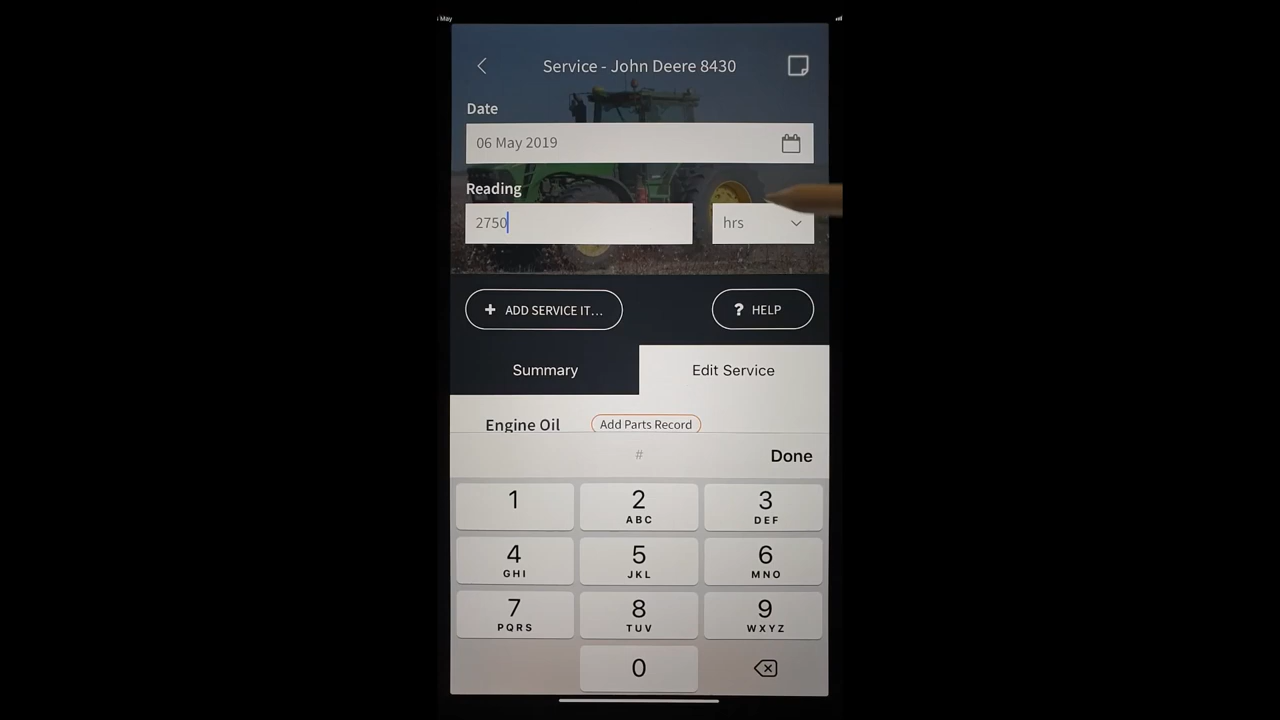 May
Service - John Deere 8430
Date
06 May 2019
Reading
2750
hrs
+ ADD SERVICE IT...
? HELP
Summary
Edit Service
Engine Oil
Add Parts Record
#
Done
1
2
ABC
3
DEF
4
GHI
5
JKL
6
MNO
7
PQRS
8
TUV
9
WXYZ
0